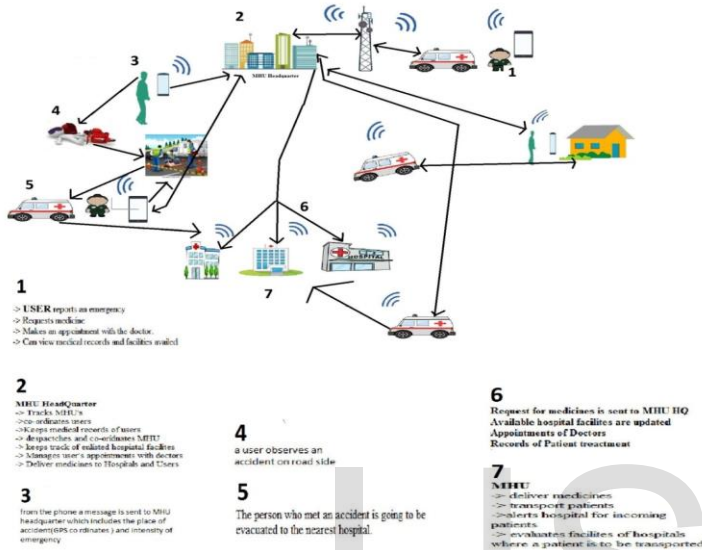 2
3
1
MHU Headquarter
4
5
6
HOSPITAL
7
1
-> USER reports an emergency
-> Requests medicine
-> Makes an appointment with the doctor.
-> Can view medical records and facilities availed.
2
MHU HeadQuarter
-> Tracks MHU's
->co-ordinates users
->Keeps medical records of users
-> despactches and co-oridnates MHU
-> keeps track of enlisted hospiatal facilites
-> Manages user's appointments with doctors
-> Deliver medicines to Hospitals and Users
3
from the phone a message is sent to MHU
headquarter which includes the place of
accident(GPS co rdinates ) and intensity of
emergency
4
a user observes an
accident on road side
5
The person who met an accident is going to be
evacuated to the nearest hospital.
6
Request for medicines is sent to MHU HQ
Available hospital facilites are updated
Appointments of Doctors
Records of Patient treactment
7
MHU
-> deliver medicines
-> transport patients
->alerts hospital for incoming
patients
-> evaluates facilites of hospitals
where a patient is to be transported